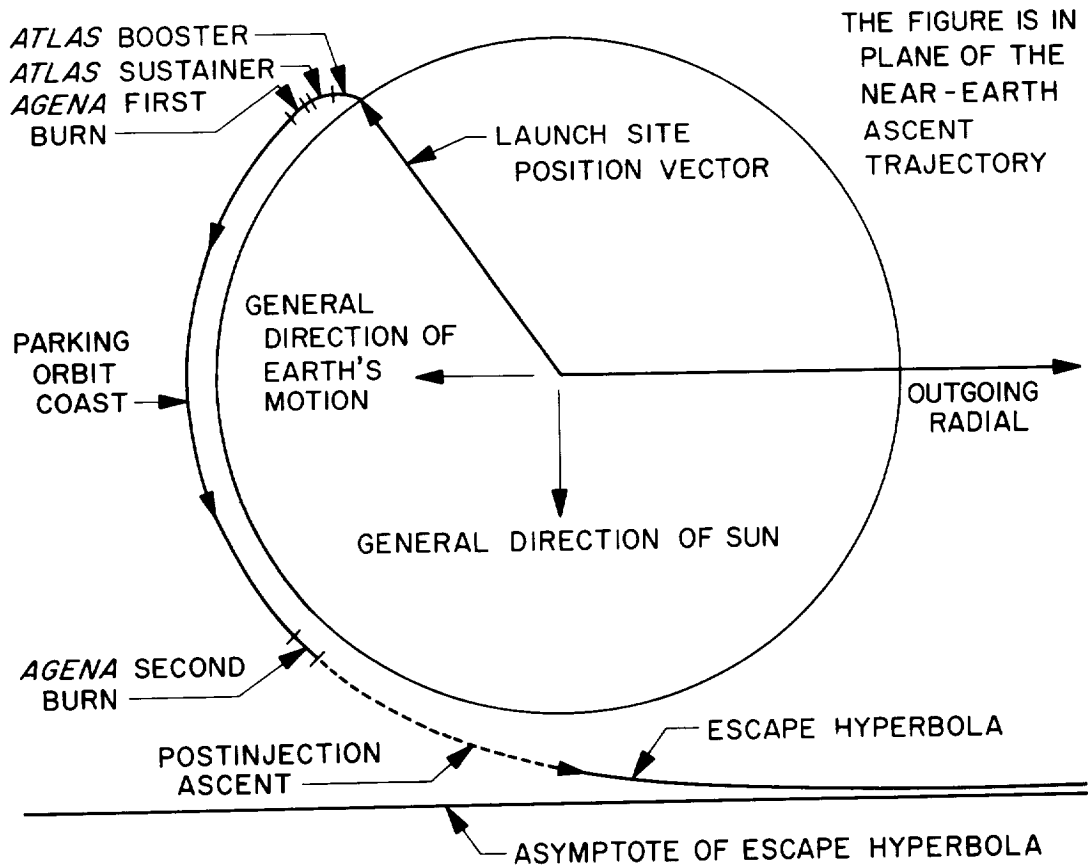 ATLAS BOOSTER
ATLAS SUSTAINER
AGENA FIRST
BURN
THE FIGURE IS IN
PLANE OF THE
NEAR-EARTH
ASCENT
TRAJECTORY
LAUNCH SITE
POSITION VECTOR
GENERAL
DIRECTION OF
EARTH'S
MOTION
PARKING
ORBIT
COAST
OUTGOING
RADIAL
GENERAL DIRECTION OF SUN
AGENA SECOND
BURN
POSTINJECTION
ASCENT
ESCAPE HYPERBOLA
ASYMPTOTE OF ESCAPE HYPERBOLA